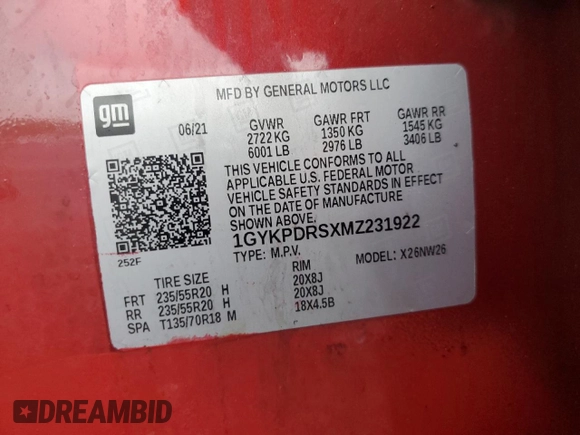 gm
MFD BY GENERAL MOTORS LLC
06/21 GVWR GAWR FRT GAWR RR
2722 KG 1350 KG 1545 KG
6001 LB 2976 LB 3406 LB
THIS VEHICLE CONFORMS TO ALL
APPLICABLE U.S. FEDERAL MOTOR
VEHICLE SAFETY STANDARDS IN EFFECT
ON THE DATE OF MANUFACTURE
SHOWN ABOVE.
1GYKPDRSXMZ231922
TYPE: M.P.V. MODEL: X26NW26
252F
TIRE SIZE RIM
FRT 235/55R20 H 20X8J
RR 235/55R20 H 20X8J
SPA T135/70R18 M 18X4.5B
DREAMBID